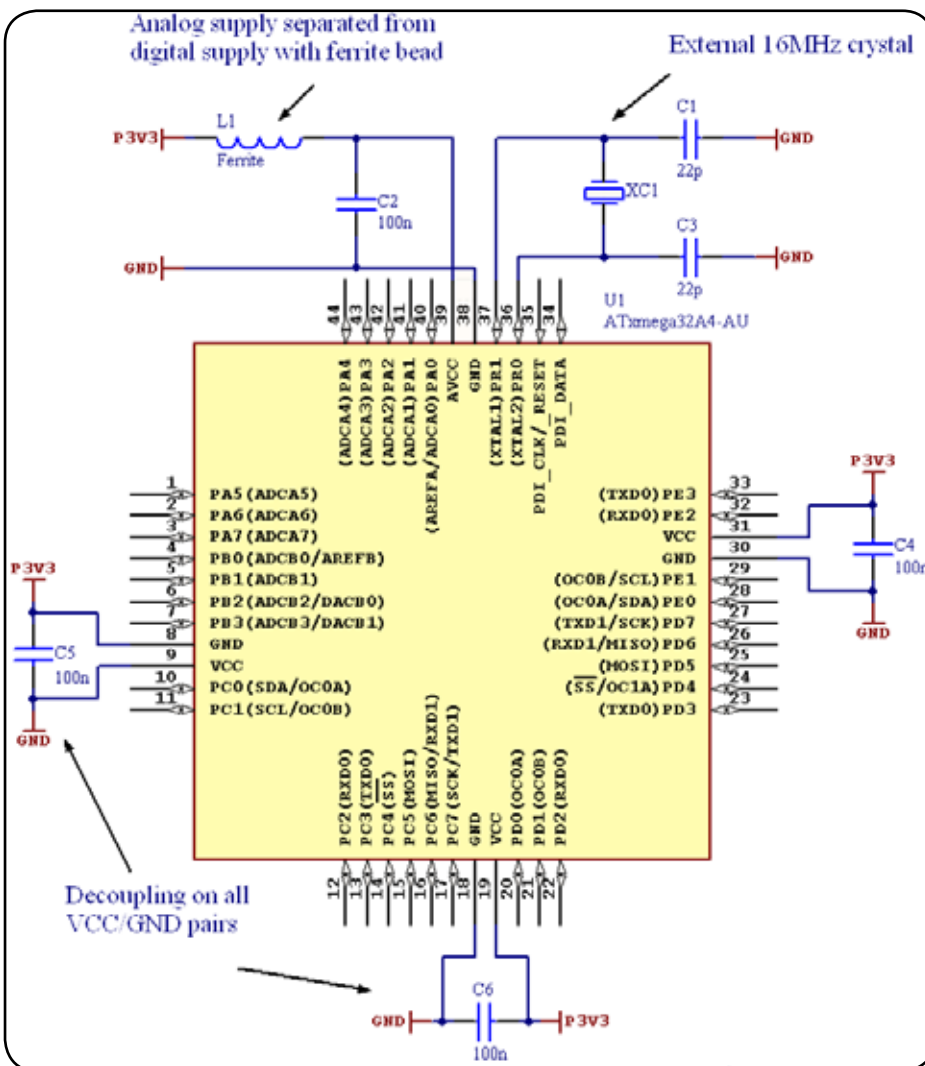 Analog supply separated from
digital supply with ferrite bead
External 16MHz crystal
P3V3
L1
Ferrite
C2
100n
GND
C1
22p
GND
XC1
C3
22p
GND
U1
ATxmega32A4-AU
44
43
42
41
40
39
38
37
36
35
34
(ADCA4)PA4
(ADCA3)PA3
(ADCA2)PA2
(ADCA1)PA1
(AREFA/ADCA0)PA0
AVCC
GND
(XTAL1)PR1
(XTAL2)PR0
PDI_CLK/_RESET
PDI_DATA
1 PA5(ADCA5)
2 PA6(ADCA6)
3 PA7(ADCA7)
4 PB0(ADCB0/AREFB)
5 PB1(ADCB1)
6 PB2(ADCB2/DACB0)
7 PB3(ADCB3/DACB1)
8 GND
9 VCC
10 PC0(SDA/OC0A)
11 PC1(SCL/OC0B)
P3V3
C5
100n
GND
(TXD0)PE3 33
(RXD0)PE2 32
VCC 31
GND 30
(OC0B/SCL)PE1 29
(OC0A/SDA)PE0 28
(TXD1/SCK)PD7 27
(RXD1/MISO)PD6 26
(MOSI)PD5 25
(SS/OC1A)PD4 24
(TXD0)PD3 23
P3V3
C4
100n
GND
PC2(RXD0)
PC3(TXD0)
PC4(SS)
PC5(MOSI)
PC6(MISO/RXD1)
PC7(SCK/TXD1)
GND
VCC
PD0(OC0A)
PD1(OC0B)
PD2(RXD0)
12
13
14
15
16
17
18
19
20
21
22
Decoupling on all
VCC/GND pairs
GND
C6
100n
P3V3